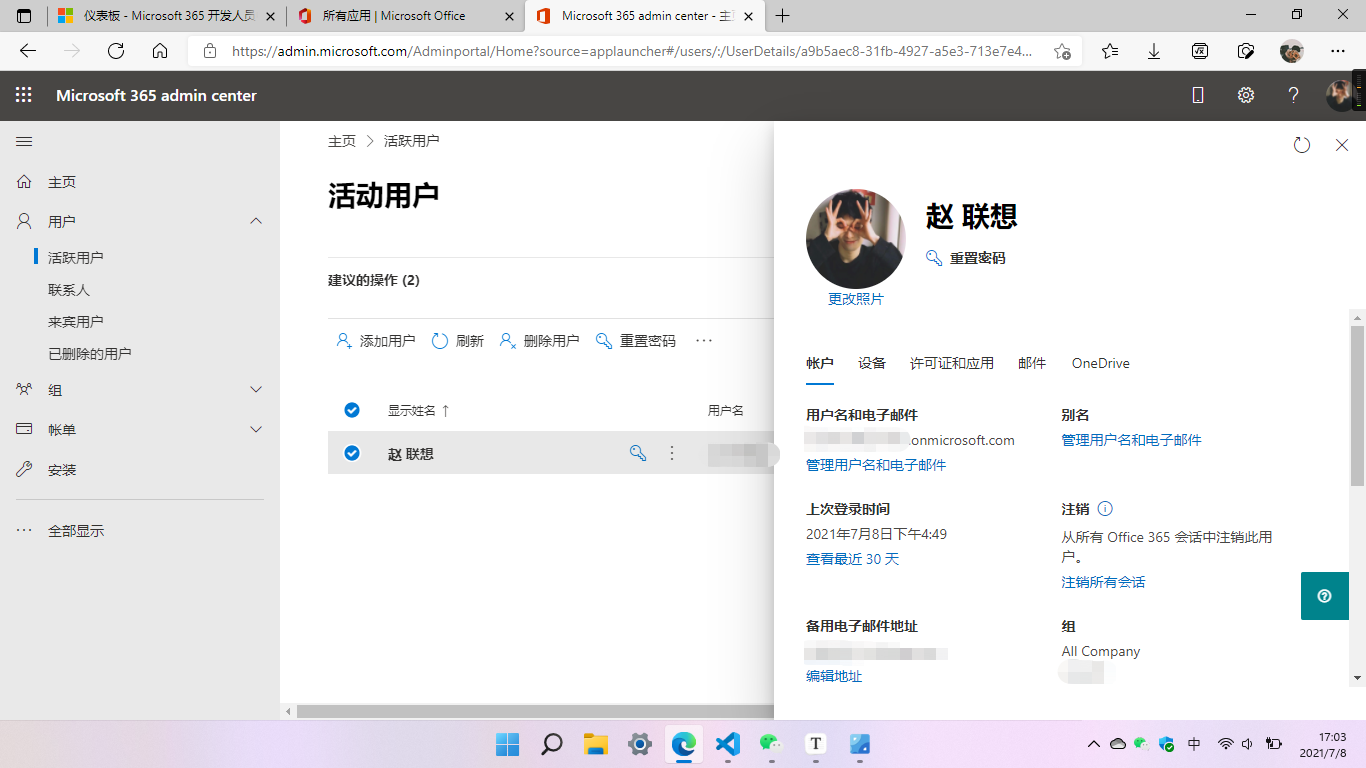 仪表板 - Microsoft 365 开发人员
所有应用 | Microsoft Office
Microsoft 365 admin center - 主
https://admin.microsoft.com/Adminportal/Home?source=applauncher#/users/:/UserDetails/a9b5aec8-31fb-4927-a5e3-713e7e4...
Microsoft 365 admin center
主页
用户
活跃用户
联系人
来宾用户
已删除的用户
组
帐单
安装
全部显示
主页 > 活跃用户
活动用户
建议的操作 (2)
添加用户 刷新 删除用户 重置密码 ...
显示姓名 ↑ 用户名
赵 联想
赵 联想
重置密码
更改照片
帐户 设备 许可证和应用 邮件 OneDrive
用户名和电子邮件
.onmicrosoft.com
管理用户名和电子邮件
别名
管理用户名和电子邮件
上次登录时间
2021年7月8日下午4:49
查看最近 30 天
注销
从所有 Office 365 会话中注销此用
户。
注销所有会话
备用电子邮件地址
编辑地址
组
All Company
中
17:03
2021/7/8